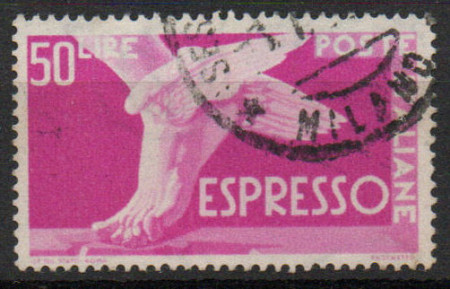 50 LIRE POSTE
ITALIANE
ESPRESSO
MILANO